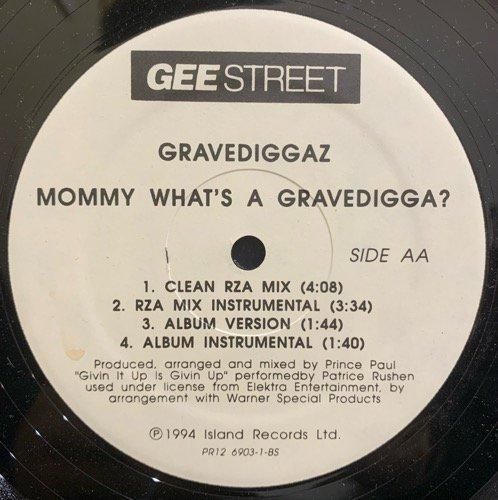 GEE STREET
GRAVEDIGGAZ
MOMMY WHAT'S A GRAVEDIGGA?
SIDE AA
1. CLEAN RZA MIX (4:08)
2. RZA MIX INSTRUMENTAL (3:34)
3. ALBUM VERSION (1:44)
4. ALBUM INSTRUMENTAL (1:40)
Produced, arranged and mixed by Prince Paul
"Givin It Up Is Givin Up" performedby Patrice Rushen
used under license from Elektra Entertainment, by
arrangement with Warner Special Products
℗ 1994 Island Records Ltd.
PR12 6903-1-BS